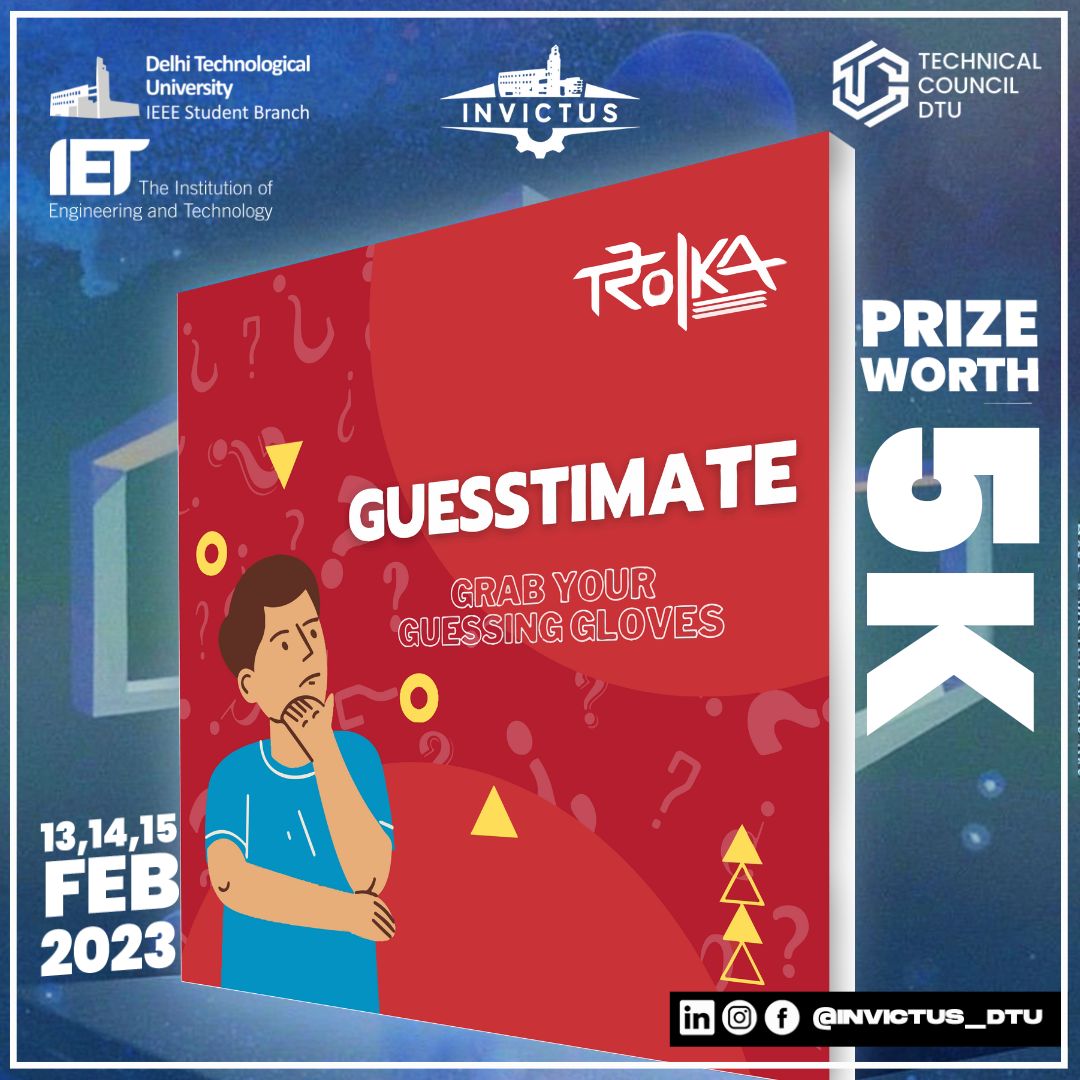 Delhi Technological
University
IEEE Student Branch
IET The Institution of
Engineering and Technology
INVICTUS
TECHNICAL
COUNCIL
DTU
TROIKA
PRIZE
WORTH
5K
GUESSTIMATE
GRAB YOUR
GUESSING GLOVES
13,14,15
FEB
2023
in f @INVICTUS_DTU